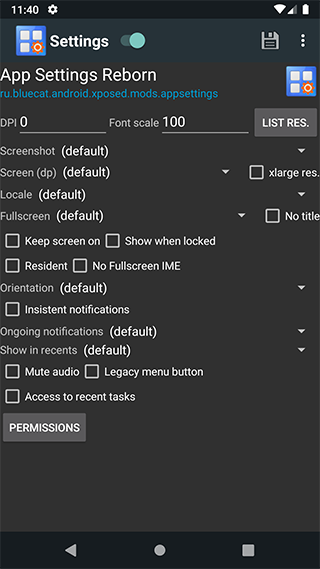 11:40
Settings
App Settings Reborn
ru.bluecat.android.xposed.mods.appsettings
DPI 0 Font scale 100 LIST RES.
Screenshot (default)
Screen (dp) (default) xlarge res.
Locale (default)
Fullscreen (default) No title
Keep screen on Show when locked
Resident No Fullscreen IME
Orientation (default)
Insistent notifications
Ongoing notifications (default)
Show in recents (default)
Mute audio Legacy menu button
Access to recent tasks
PERMISSIONS